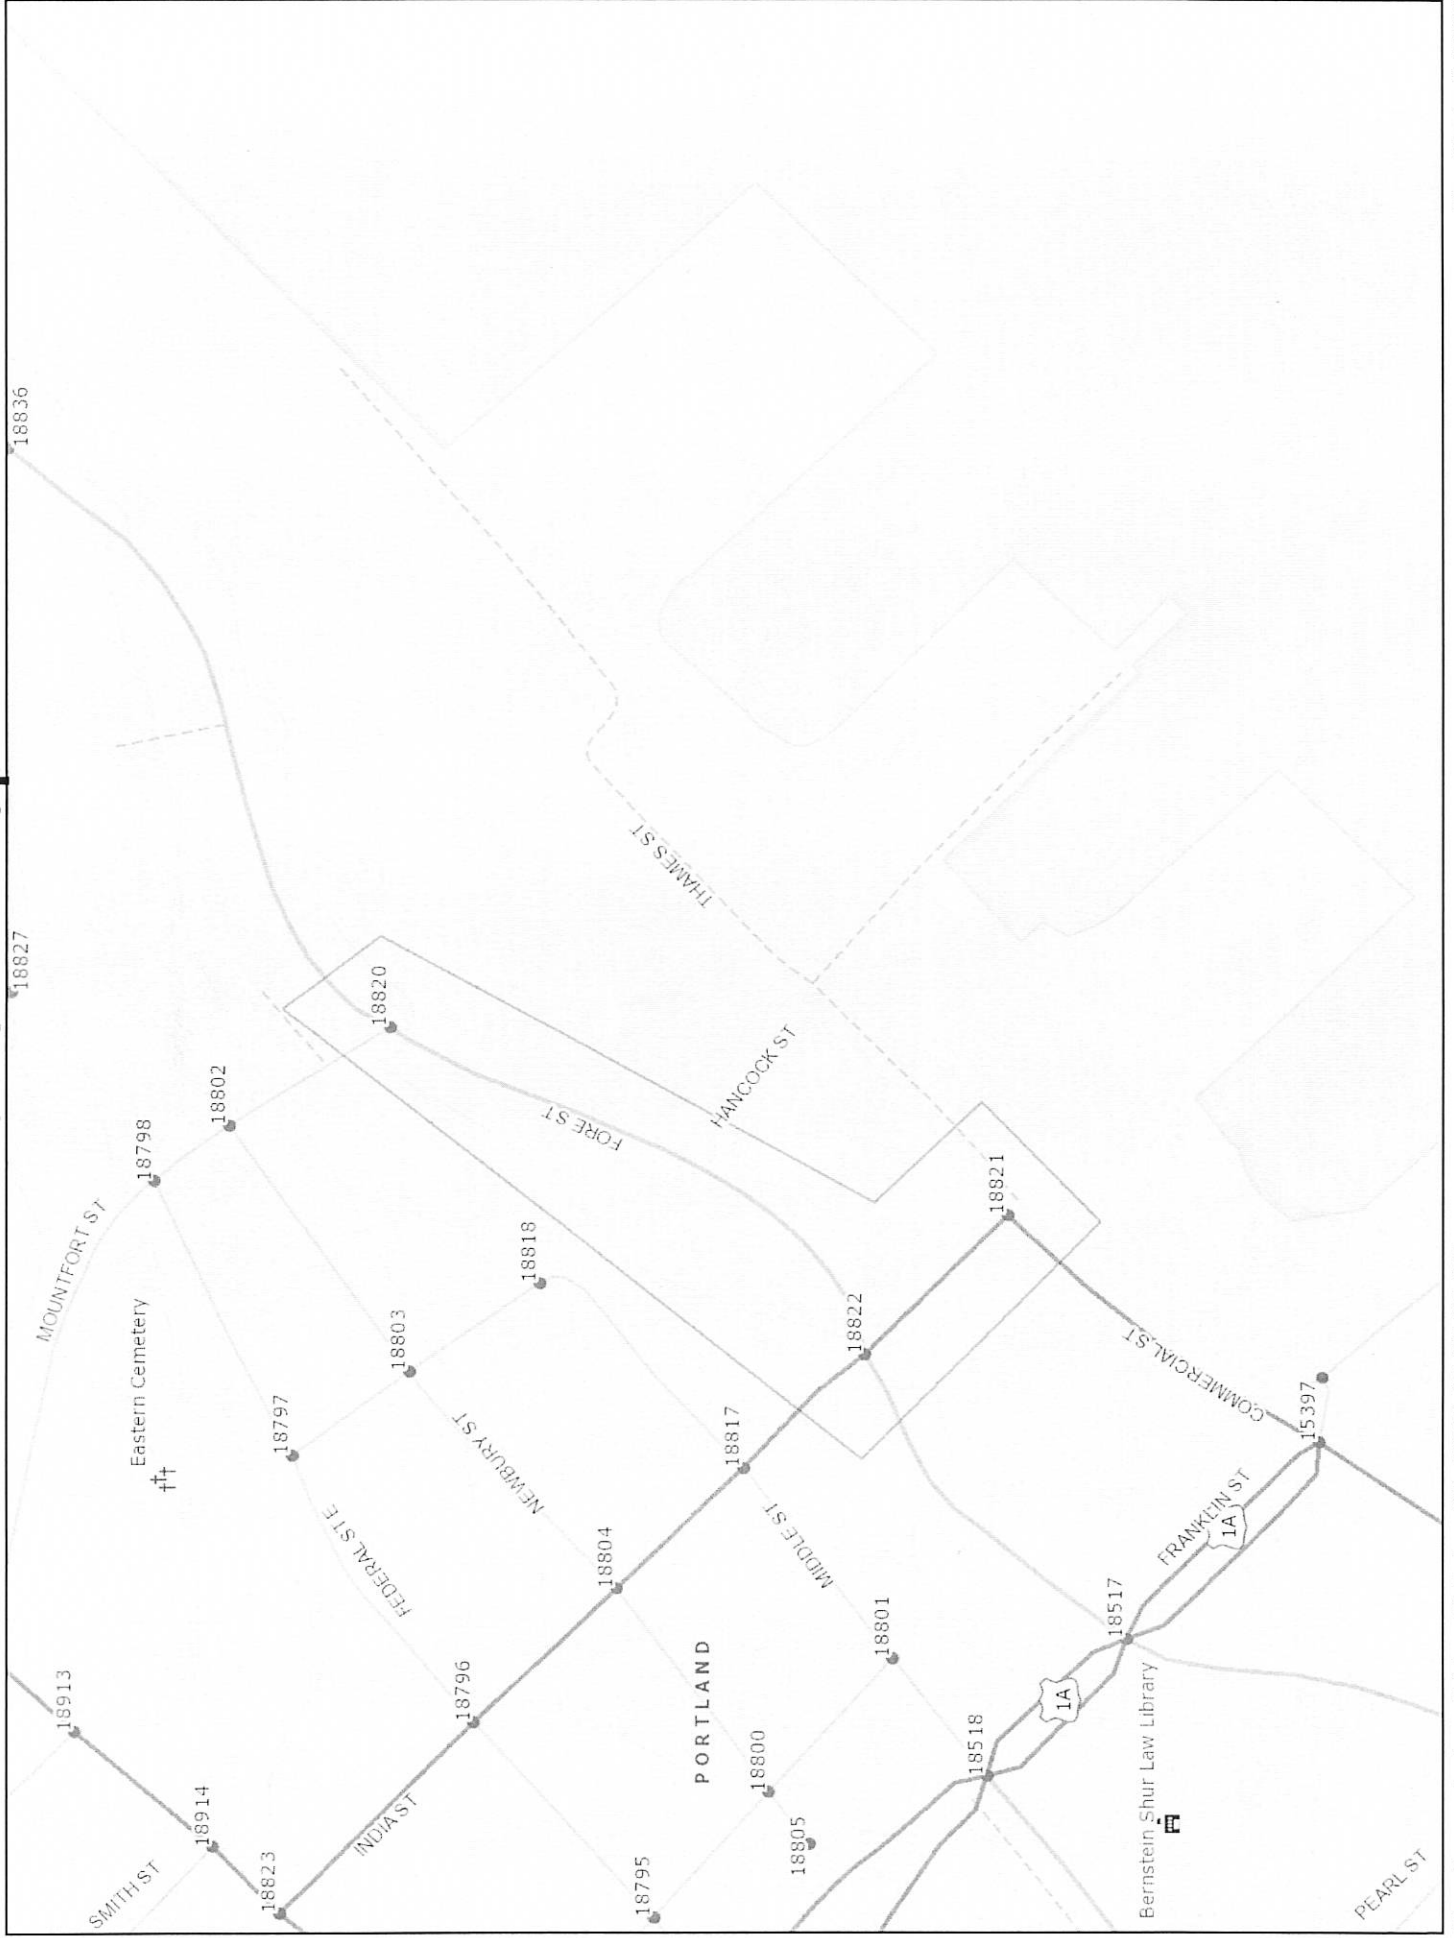 18836
18827
18820
18802
18798
MOUNTFORT ST
Eastern Cemetery
18797
18803
18818
FORE ST
THAMES ST
HANCOCK ST
18821
18822
18817
NEWBURY ST
FEDERAL ST E
MIDDLE ST
18804
18796
18913
18914
SMITH ST
18823
INDIA ST
PORTLAND
18801
18800
18805
18795
18518
18517
1A
1A
FRANKLIN ST
COMMERCIAL ST
15397
Bernstein Shur Law Library
PEARL ST